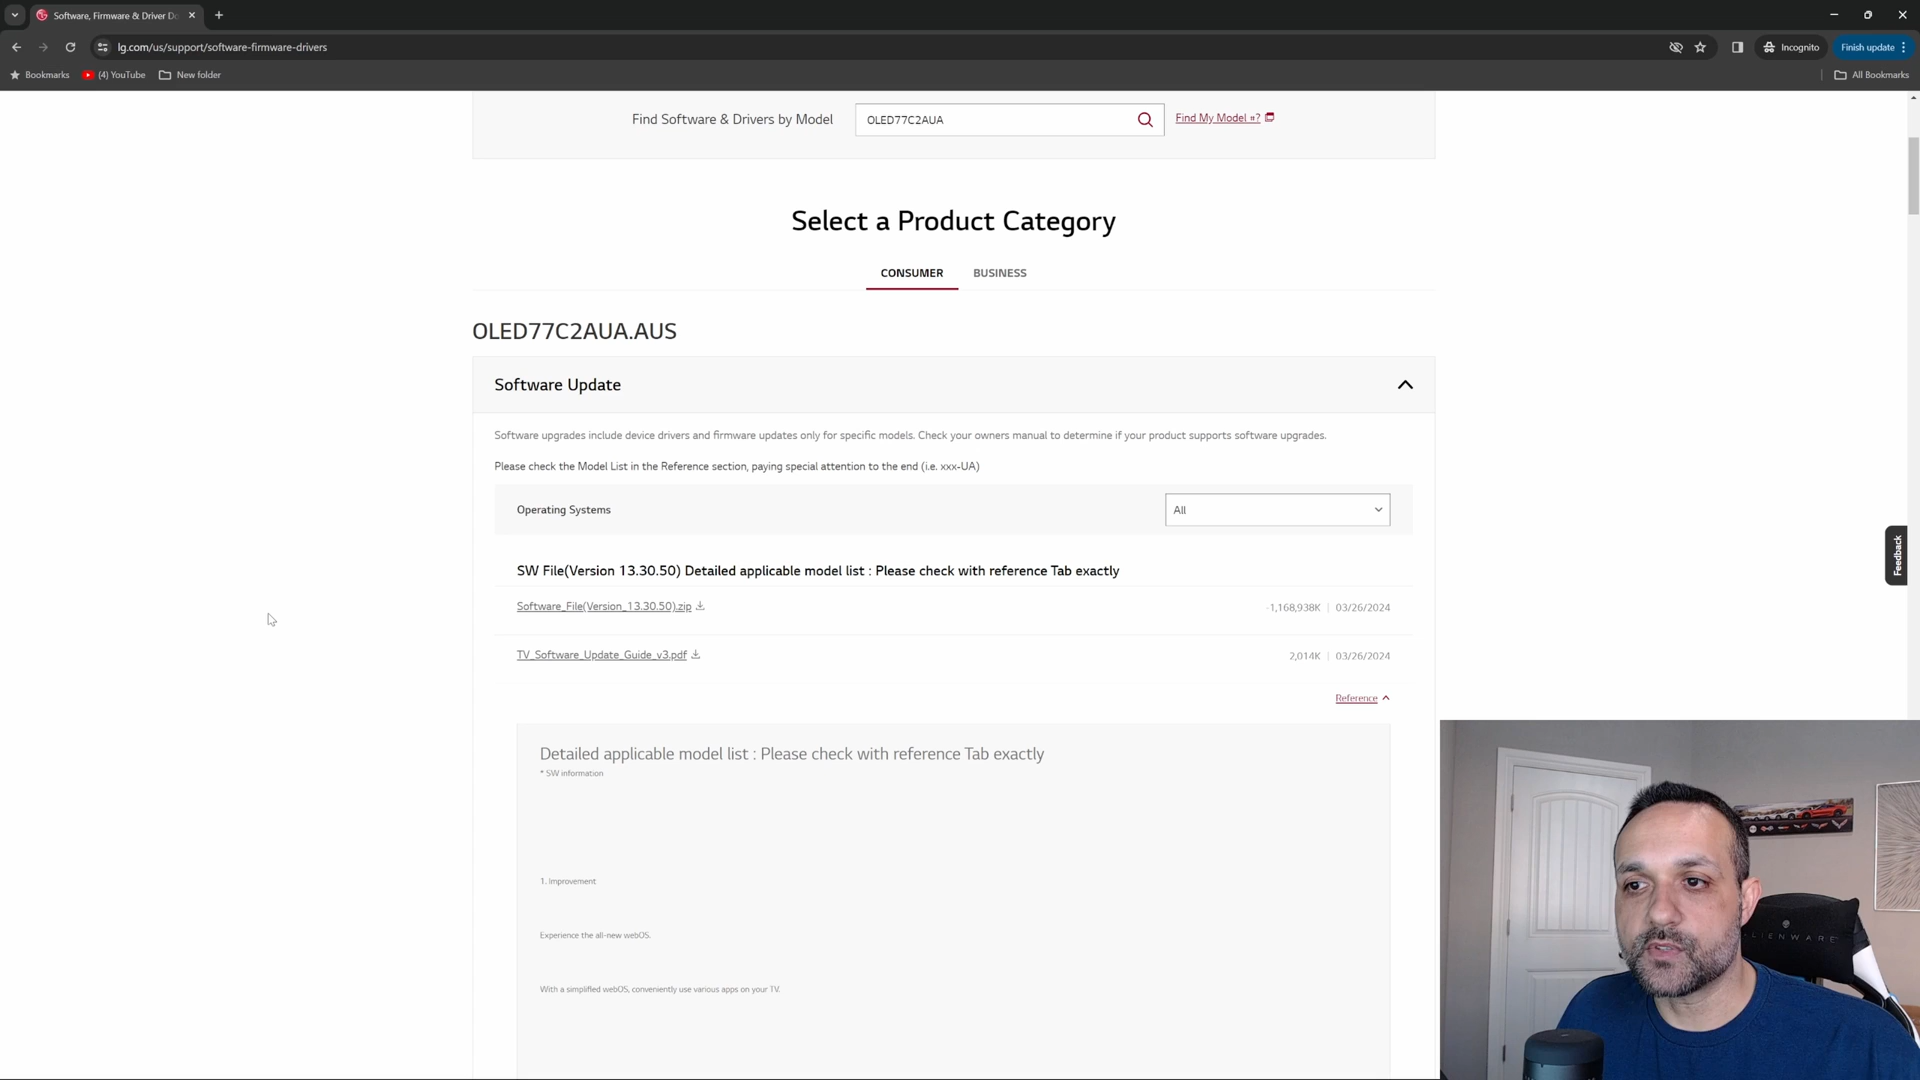 Software, Firmware & Driver Do
lg.com/us/support/software-firmware-drivers
Incognito
Finish update
Bookmarks
(4) YouTube
New folder
All Bookmarks
Find Software & Drivers by Model
OLED77C2AUA
Find My Model #?
Select a Product Category
CONSUMER
BUSINESS
OLED77C2AUA.AUS
Software Update
Software upgrades include device drivers and firmware updates only for specific models. Check your owners manual to determine if your product supports software upgrades.
Please check the Model List in the Reference section, paying special attention to the end (i.e. xxx-UA)
Operating Systems
All
SW File(Version 13.30.50) Detailed applicable model list : Please check with reference Tab exactly
Software_File(Version_13.30.50).zip
-1,168,938K | 03/26/2024
TV_Software_Update_Guide_v3.pdf
2,014K | 03/26/2024
Reference
Detailed applicable model list : Please check with reference Tab exactly
* SW information
1. Improvement
Experience the all-new webOS.
With a simplified webOS, conveniently use various apps on your TV.
Feedback
ALIENWARE